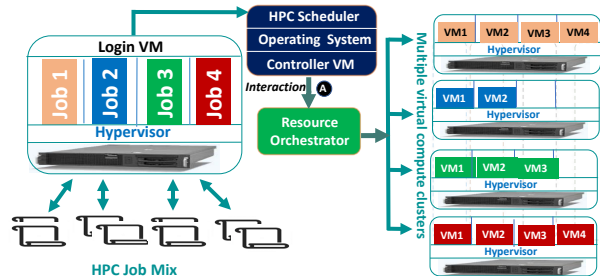 Login VM
Job 1
Job 2
Job 3
Job 4
Hypervisor
HPC Job Mix
HPC Scheduler
Operating System
Controller VM
Interaction A
Resource
Orchestrator
Multiple virtual compute clusters
VM1 VM2 VM3 VM4
Hypervisor
VM1 VM2
Hypervisor
VM1 VM2 VM3
Hypervisor
VM1 VM2 VM3 VM4
Hypervisor